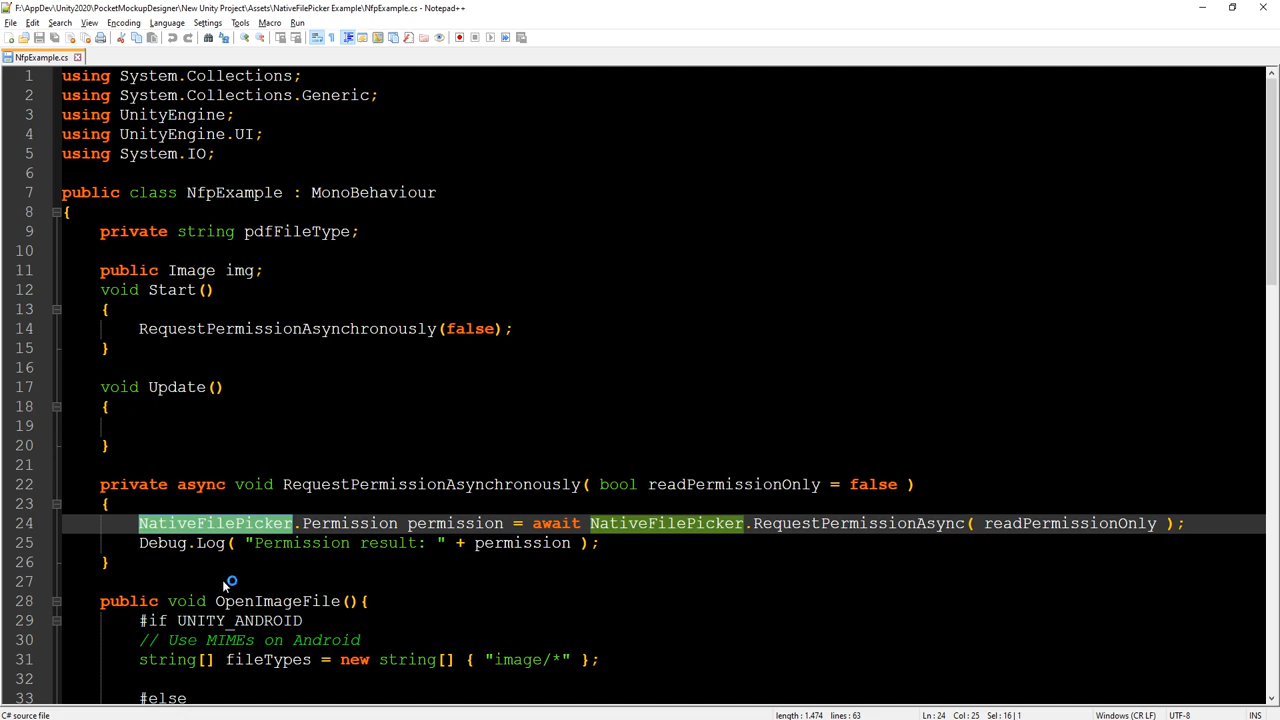 F:\AppDev\Unity2020\PocketMockupDesigner\New Unity Project\Assets\NativeFilePicker Example\NfpExample.cs - Notepad++
File Edit Search View Encoding Language Settings Tools Macro Run
NfpExample.cs
1 using System.Collections;
2 using System.Collections.Generic;
3 using UnityEngine;
4 using UnityEngine.UI;
5 using System.IO;
6
7 public class NfpExample : MonoBehaviour
8 {
9 private string pdfFileType;
10
11 public Image img;
12 void Start()
13 {
14 RequestPermissionAsynchronously(false);
15 }
16
17 void Update()
18 {
19
20 }
21
22 private async void RequestPermissionAsynchronously( bool readPermissionOnly = false )
23 {
24 NativeFilePicker.Permission permission = await NativeFilePicker.RequestPermissionAsync( readPermissionOnly );
25 Debug.Log( "Permission result: " + permission );
26 }
27
28 public void OpenImageFile(){
29 #if UNITY_ANDROID
30 // Use MIMEs on Android
31 string[] fileTypes = new string[] { "image/*" };
32
33 #else
C# source file length : 1.474 lines : 63 Ln : 24 Col : 25 Sel : 16 | 1 Windows (CR LF) UTF-8 INS